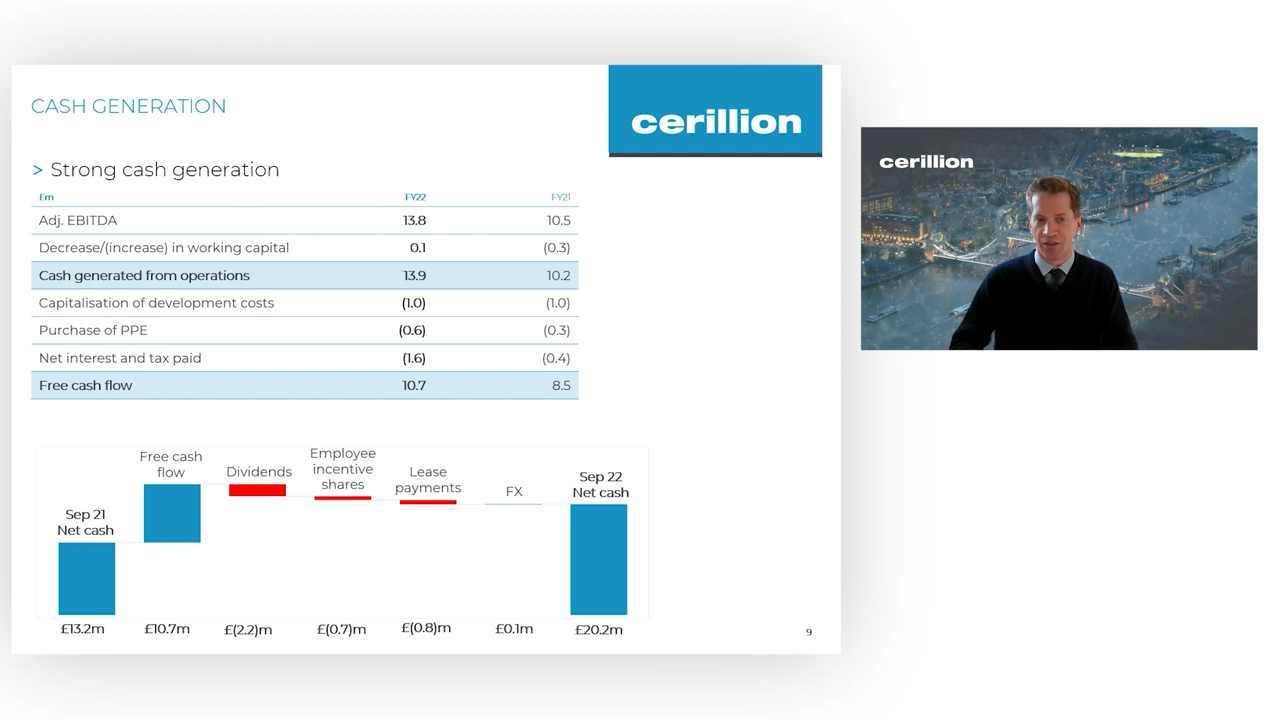 CASH GENERATION
cerillion
> Strong cash generation
£m FY22 FY21
Adj. EBITDA 13.8 10.5
Decrease/(increase) in working capital 0.1 (0.3)
Cash generated from operations 13.9 10.2
Capitalisation of development costs (1.0) (1.0)
Purchase of PPE (0.6) (0.3)
Net interest and tax paid (1.6) (0.4)
Free cash flow 10.7 8.5
Sep 21
Net cash
Free cash
flow
Dividends
Employee
incentive
shares
Lease
payments
FX
Sep 22
Net cash
£13.2m £10.7m £(2.2)m £(0.7)m £(0.8)m £0.1m £20.2m
9
cerillion